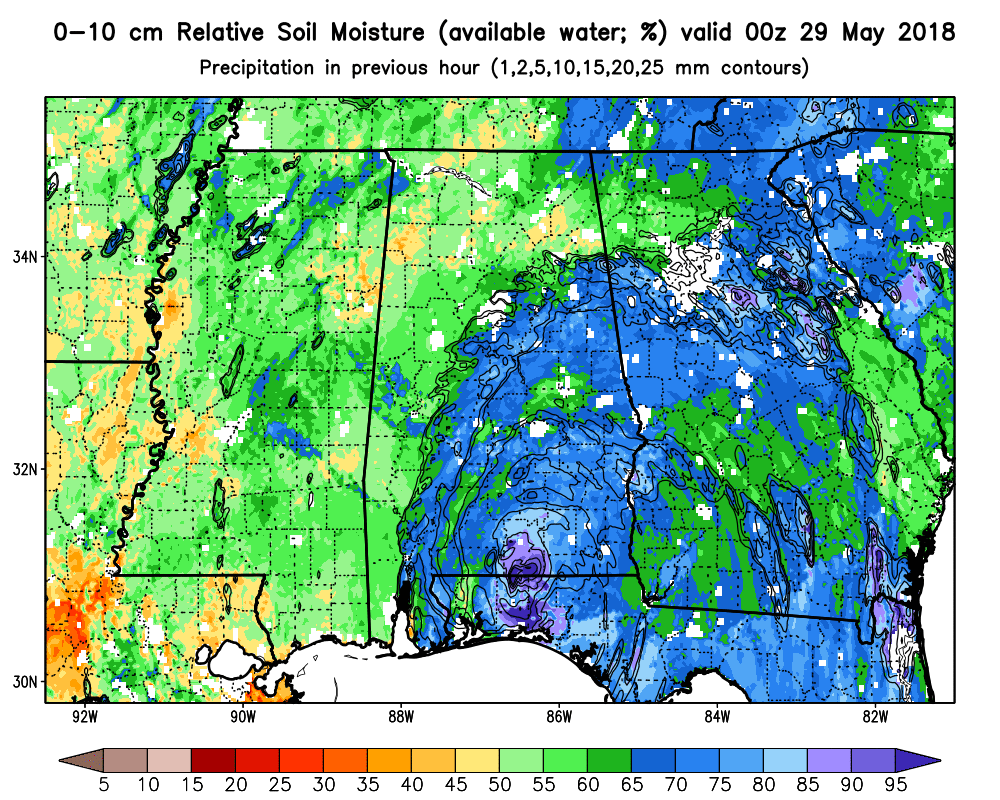 0-10 cm Relative Soil Moisture (available water; %) valid 00z 29 May 2018
Precipitation in previous hour (1,2,5,10,15,20,25 mm contours)
34N
32N
30N
92W 90W 88W 86W 84W 82W
5 10 15 20 25 30 35 40 45 50 55 60 65 70 75 80 85 90 95